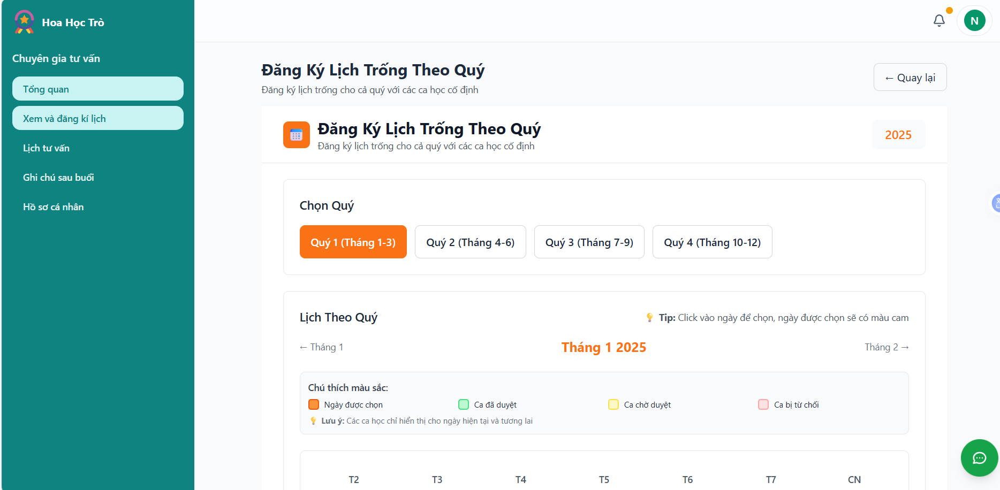 Hoa Học Trò
Chuyên gia tư vấn
Tổng quan
Xem và đăng kí lịch
Lịch tư vấn
Ghi chú sau buổi
Hồ sơ cá nhân
N
Đăng Ký Lịch Trống Theo Quý
Đăng ký lịch trống cho cả quý với các ca học cố định
← Quay lại
Đăng Ký Lịch Trống Theo Quý
Đăng ký lịch trống cho cả quý với các ca học cố định
2025
Chọn Quý
Quý 1 (Tháng 1-3) Quý 2 (Tháng 4-6) Quý 3 (Tháng 7-9) Quý 4 (Tháng 10-12)
Lịch Theo Quý
💡 Tip: Click vào ngày để chọn, ngày được chọn sẽ có màu cam
← Tháng 1 Tháng 1 2025 Tháng 2 →
Chú thích màu sắc:
Ngày được chọn Ca đã duyệt Ca chờ duyệt Ca bị từ chối
💡 Lưu ý: Các ca học chỉ hiển thị cho ngày hiện tại và tương lai
T2 T3 T4 T5 T6 T7 CN